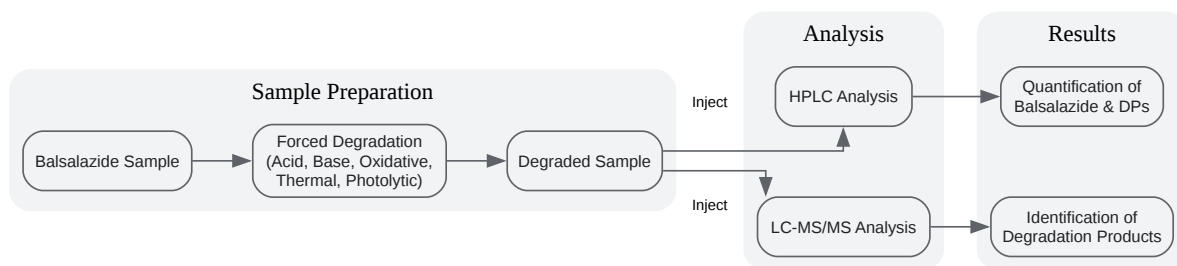 Sample Preparation
Balsalazide Sample
Forced Degradation
(Acid, Base, Oxidative,
Thermal, Photolytic)
Degraded Sample
Inject
Inject
Analysis
HPLC Analysis
LC-MS/MS Analysis
Results
Quantification of
Balsalazide & DPs
Identification of
Degradation Products